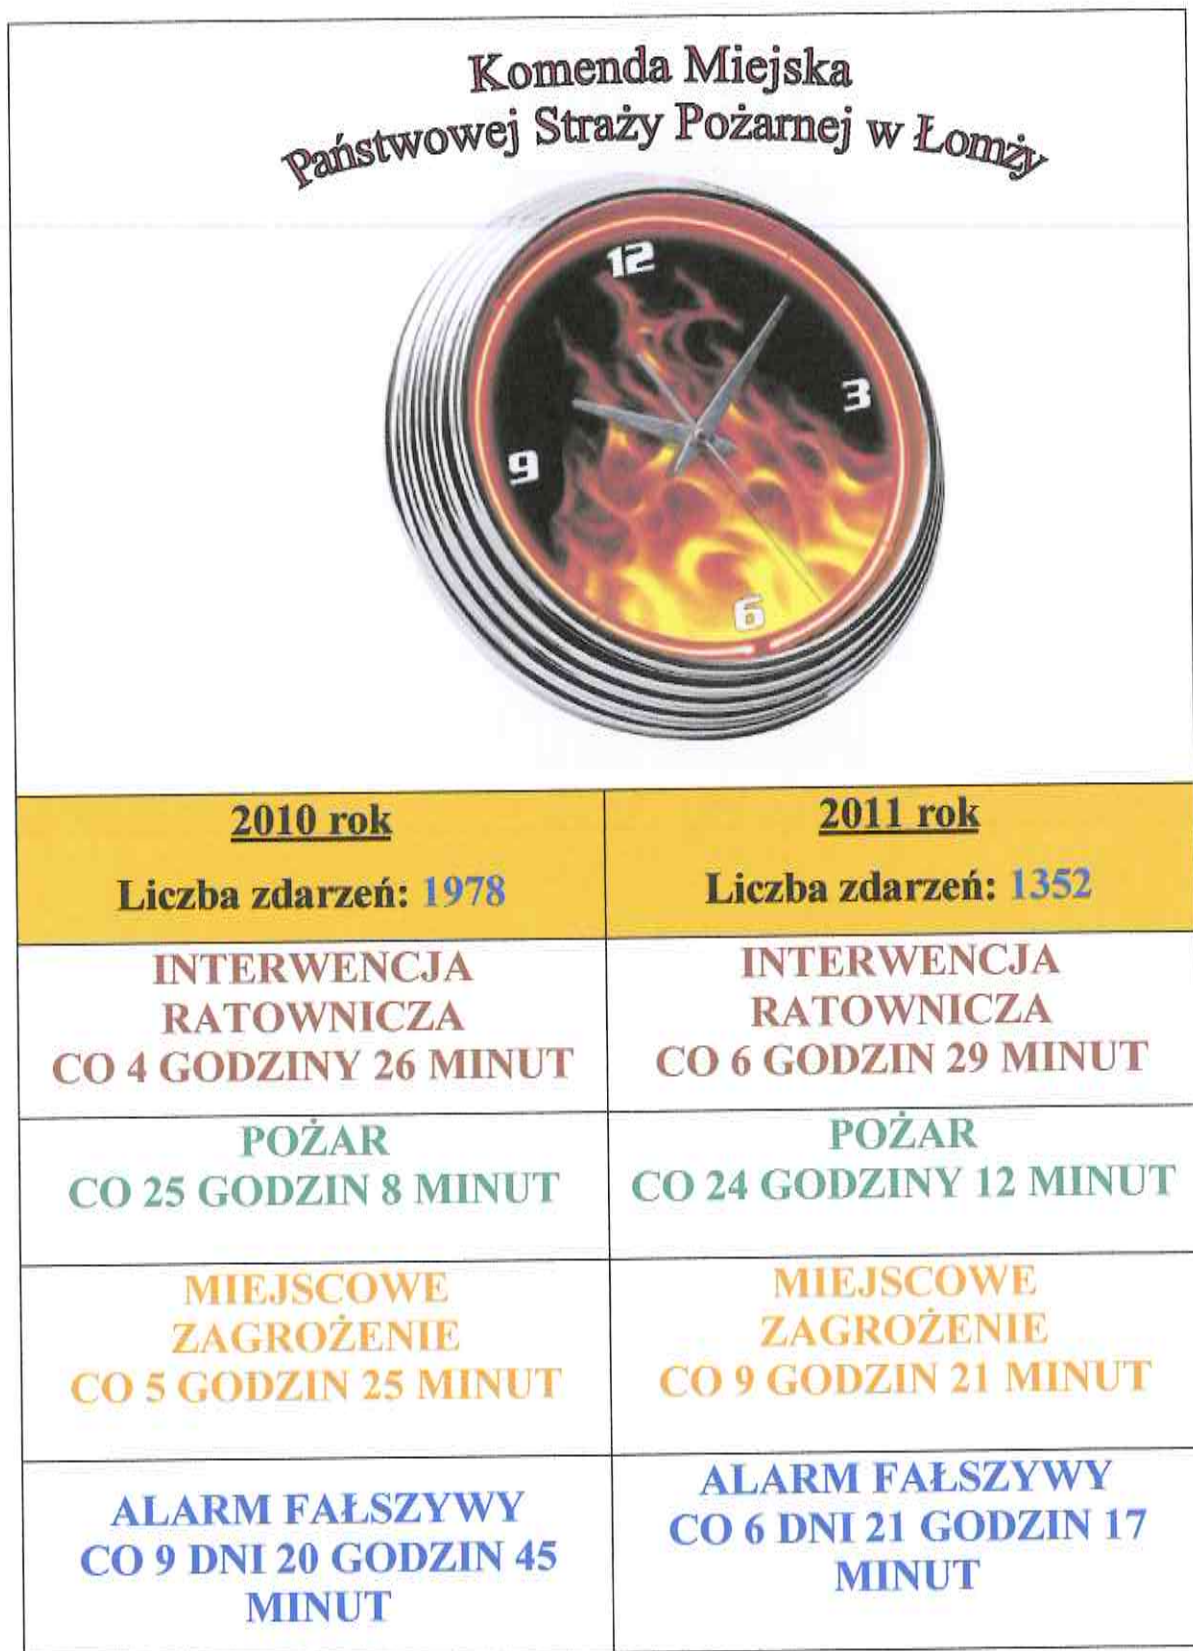 Komenda Miejska
Państwowej Straży Pożarnej w Łomży
12
3
9
6
2010 rok
Liczba zdarzeń: 1978
2011 rok
Liczba zdarzeń: 1352
INTERWENCJA
RATOWNICZA
CO 4 GODZINY 26 MINUT
INTERWENCJA
RATOWNICZA
CO 6 GODZIN 29 MINUT
POŻAR
CO 25 GODZIN 8 MINUT
POŻAR
CO 24 GODZINY 12 MINUT
MIEJSCOWE
ZAGROŻENIE
CO 5 GODZIN 25 MINUT
MIEJSCOWE
ZAGROŻENIE
CO 9 GODZIN 21 MINUT
ALARM FAŁSZYWY
CO 9 DNI 20 GODZIN 45
MINUT
ALARM FAŁSZYWY
CO 6 DNI 21 GODZIN 17
MINUT